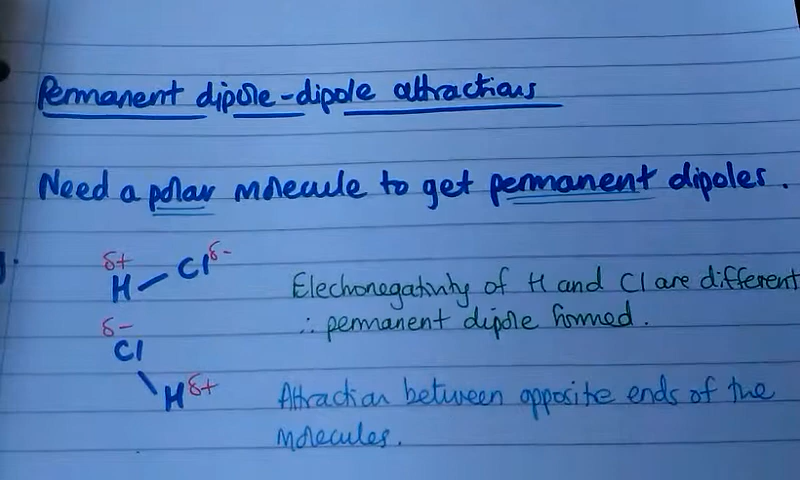 Permanent dipole-dipole attractions
Need a polar molecule to get permanent dipoles.
δ+ H - Cl δ-
Electronegativity of H and Cl are different
∴ permanent dipole formed.
δ-
Cl
H δ+
Attraction between opposite ends of the
molecules.